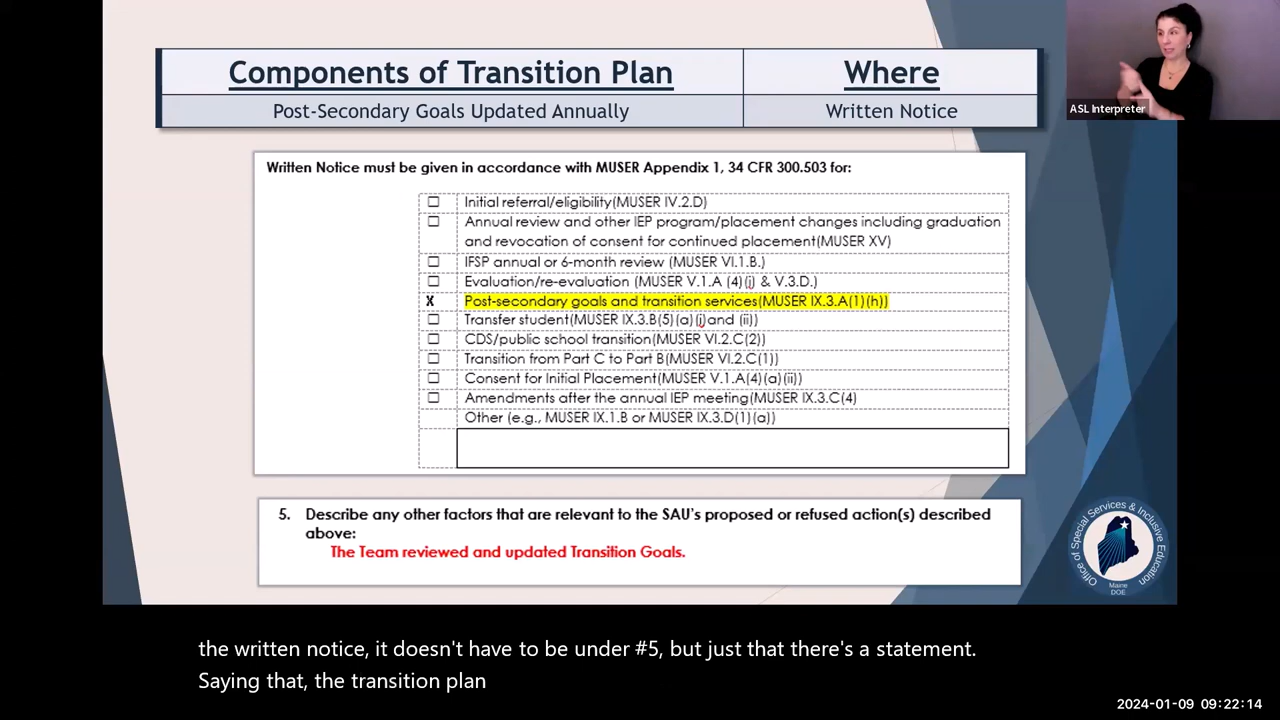 Components of Transition Plan
Where
Post-Secondary Goals Updated Annually
Written Notice
ASL Interpreter
Written Notice must be given in accordance with MUSER Appendix 1, 34 CFR 300.503 for:
☐ Initial referral/eligibility(MUSER IV.2.D)
☐ Annual review and other IEP program/placement changes including graduation
and revocation of consent for continued placement(MUSER XV)
☐ IFSP annual or 6-month review (MUSER VI.1.B.)
☐ Evaluation/re-evaluation (MUSER V.1.A (4)(i) & V.3.D.)
X Post-secondary goals and transition services(MUSER IX.3.A(1)(h))
☐ Transfer student(MUSER IX.3.B(5)(a)(i)and (ii))
☐ CDS/public school transition(MUSER VI.2.C(2))
☐ Transition from Part C to Part B(MUSER VI.2.C(1))
☐ Consent for Initial Placement(MUSER V.1.A(4)(a)(ii))
☐ Amendments after the annual IEP meeting(MUSER IX.3.C(4)
Other (e.g., MUSER IX.1.B or MUSER IX.3.D(1)(a))
5. Describe any other factors that are relevant to the SAU's proposed or refused action(s) described
above:
The Team reviewed and updated Transition Goals.
Office of Special Services & Inclusive Education
Maine
DOE
the written notice, it doesn't have to be under #5, but just that there's a statement.
Saying that, the transition plan
2024-01-09 09:22:14